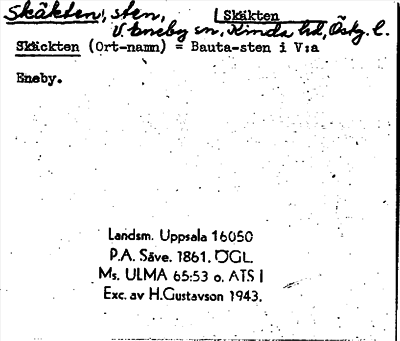 Skäkten, sten,
Skäkten
V. Eneby sn, Kinda hd, Östg. l.
Skäckten (Ort-namn) = Bauta-sten i V:a
Eneby.
Landsm. Uppsala 16050
P.A. Säve. 1861. ÖGL.
Ms. ULMA 65:53 o. ATS I
Exc. av H.Gustavson 1943.